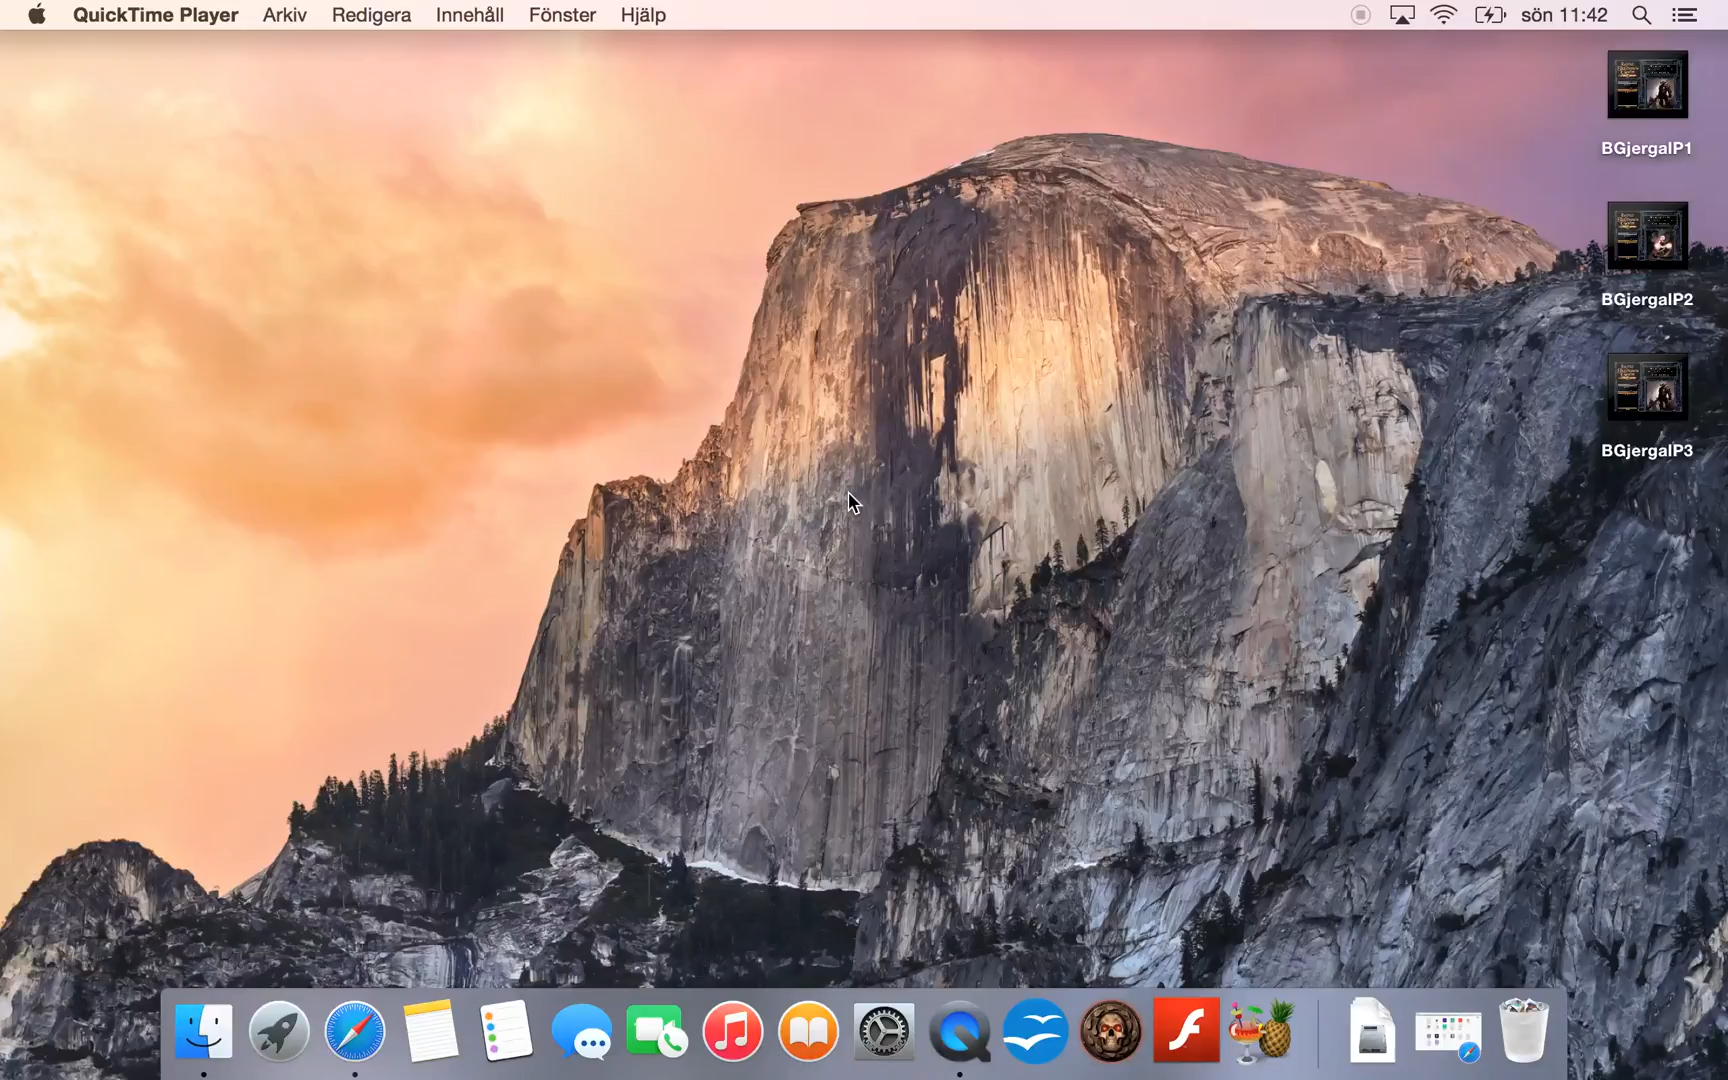 QuickTime Player Arkiv Redigera Innehåll Fönster Hjälp sön 11:42
BGjergalP1
BGjergalP2
BGjergalP3